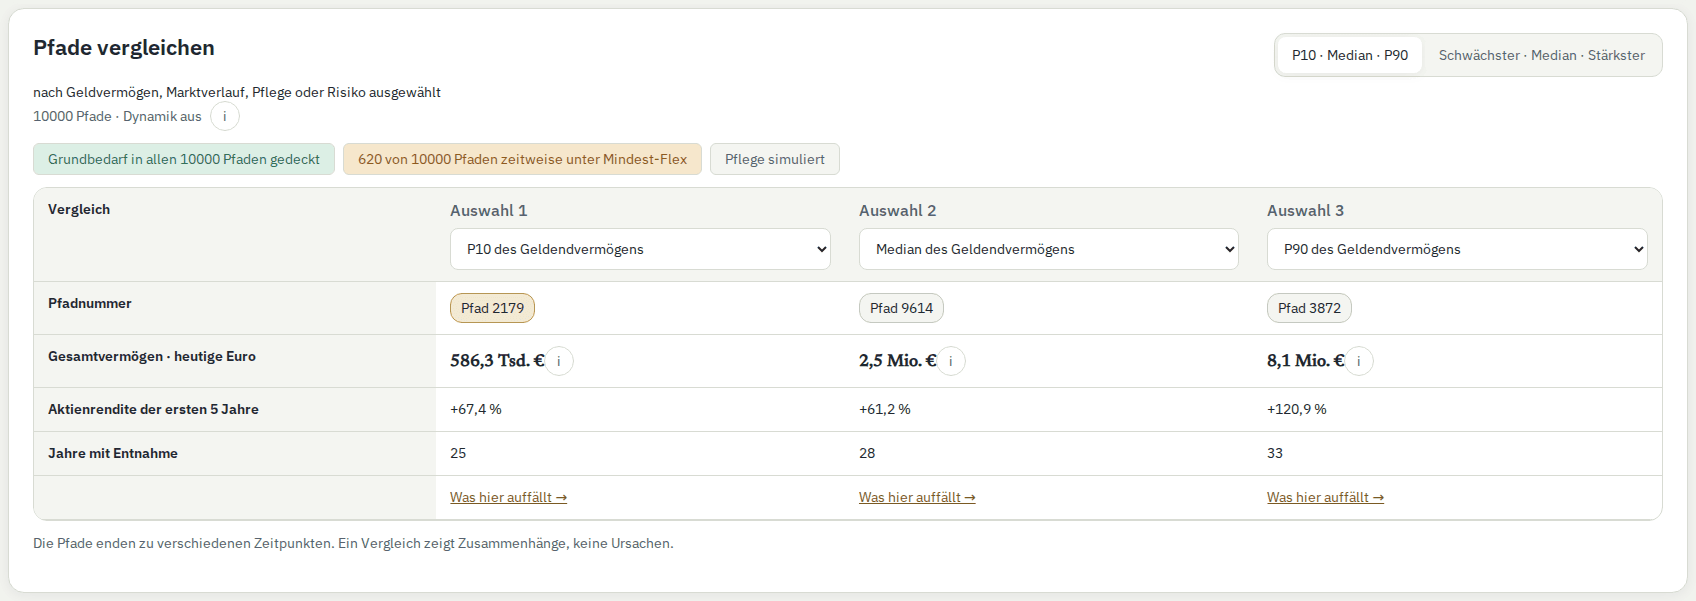 Pfade vergleichen
P10 · Median · P90
Schwächster · Median · Stärkster
nach Geldvermögen, Marktverlauf, Pflege oder Risiko ausgewählt
10000 Pfade · Dynamik aus i
Grundbedarf in allen 10000 Pfaden gedeckt
620 von 10000 Pfaden zeitweise unter Mindest-Flex
Pflege simuliert
Vergleich
Auswahl 1
Auswahl 2
Auswahl 3
P10 des Geldendvermögens
Median des Geldendvermögens
P90 des Geldendvermögens
Pfadnummer
Pfad 2179
Pfad 9614
Pfad 3872
Gesamtvermögen · heutige Euro
586,3 Tsd. € i
2,5 Mio. € i
8,1 Mio. € i
Aktienrendite der ersten 5 Jahre
+67,4 %
+61,2 %
+120,9 %
Jahre mit Entnahme
25
28
33
Was hier auffällt →
Was hier auffällt →
Was hier auffällt →
Die Pfade enden zu verschiedenen Zeitpunkten. Ein Vergleich zeigt Zusammenhänge, keine Ursachen.